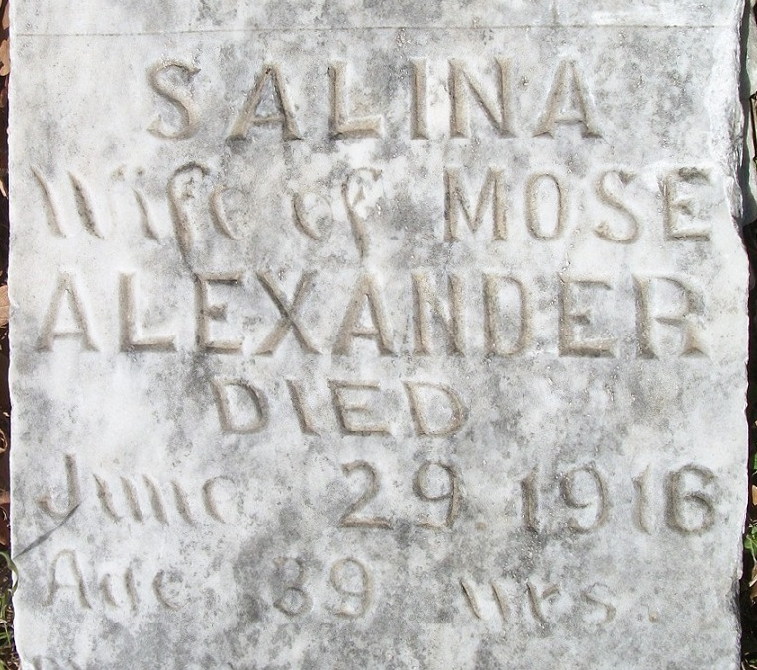 SALINA
Wife of MOSE
ALEXANDER
DIED
June 29 1916
Age 89 yrs.